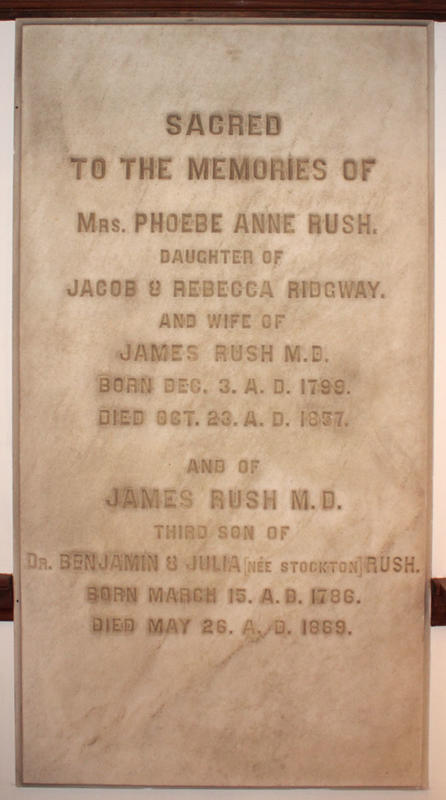 SACRED
TO THE MEMORIES OF
MRS. PHOEBE ANNE RUSH.
DAUGHTER OF
JACOB & REBECCA RIDGWAY.
AND WIFE OF
JAMES RUSH M.D.
BORN DEC. 3. A. D. 1799.
DIED OCT. 23. A. D. 1857.
AND OF
JAMES RUSH M.D.
THIRD SON OF
DR. BENJAMIN & JULIA [NÉE STOCKTON] RUSH.
BORN MARCH 15. A.D. 1786.
DIED MAY 26. A. D. 1869.